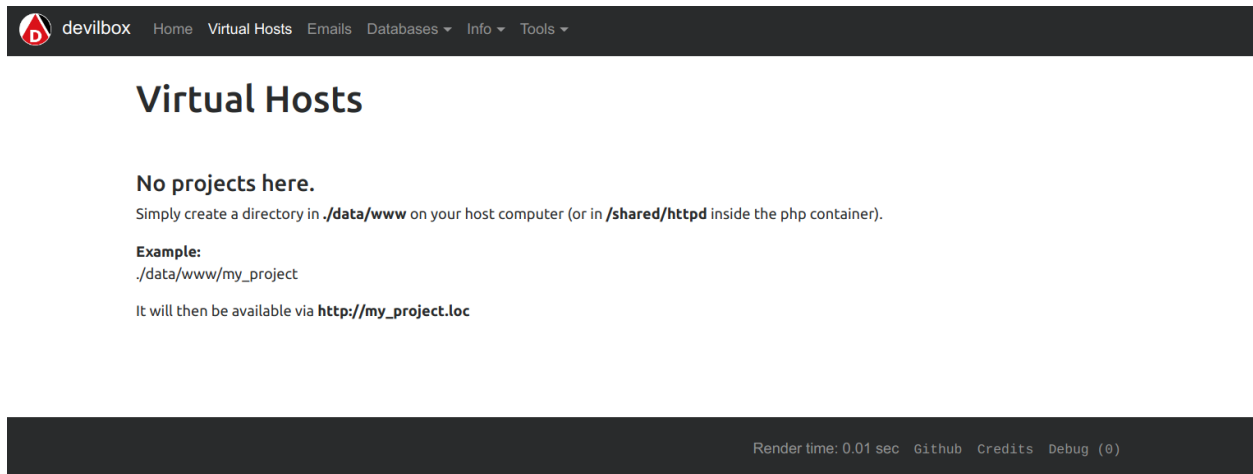 devilbox Home Virtual Hosts Emails Databases Info Tools
Virtual Hosts
No projects here.
Simply create a directory in ./data/www on your host computer (or in /shared/httpd inside the php container).
Example:
./data/www/my_project
It will then be available via http://my_project.loc
Render time: 0.01 sec Github Credits Debug (0)